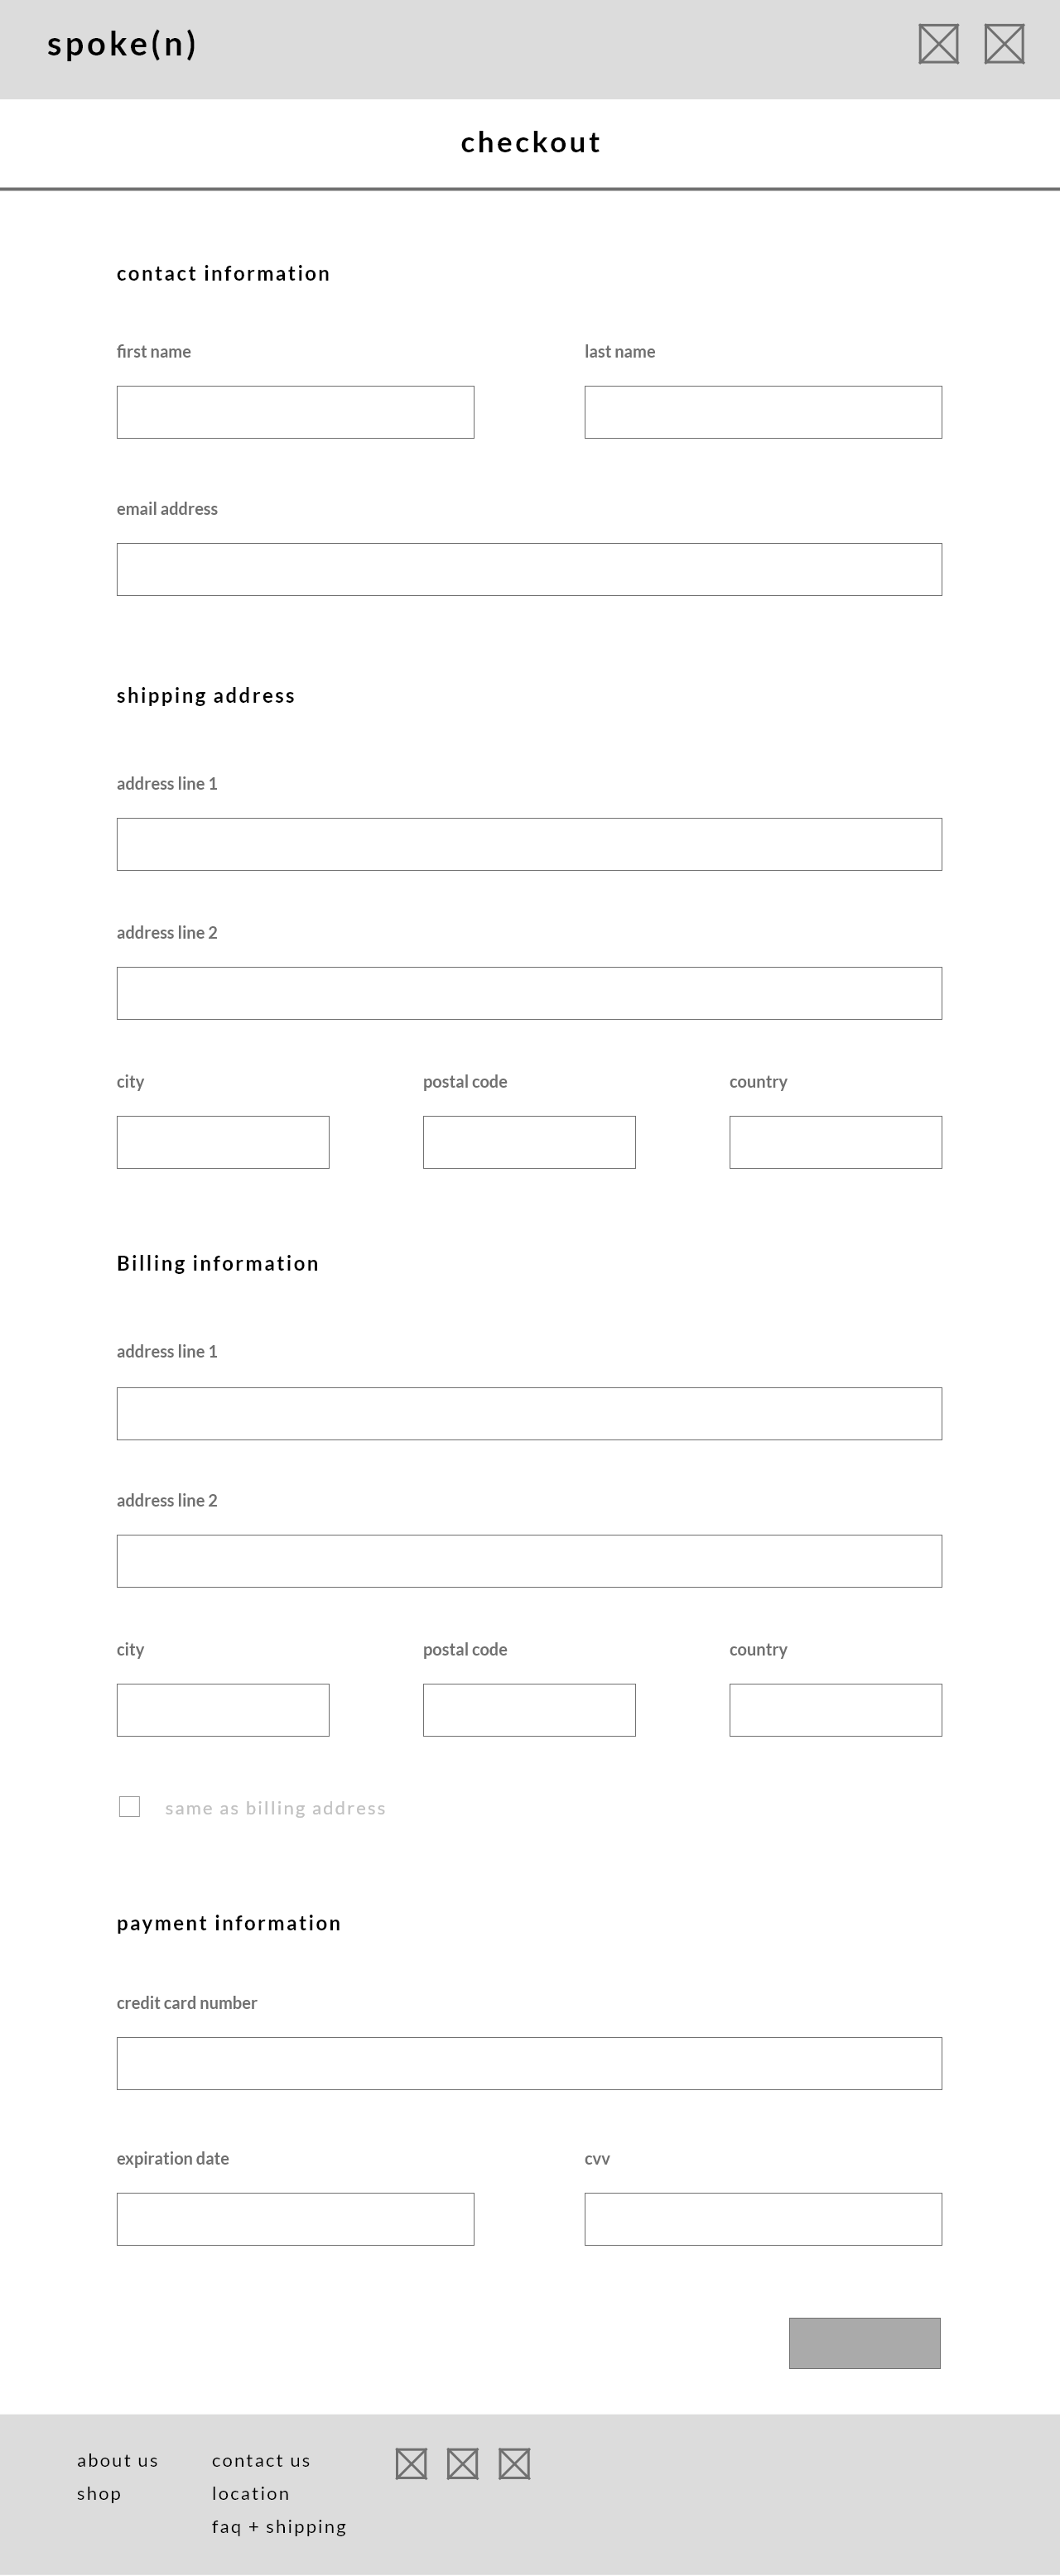 spoke(n)
checkout
contact information
first name last name
email address
shipping address
address line 1
address line 2
city postal code country
Billing information
address line 1
address line 2
city postal code country
same as billing address
payment information
credit card number
expiration date cvv
about us contact us
shop location
faq + shipping